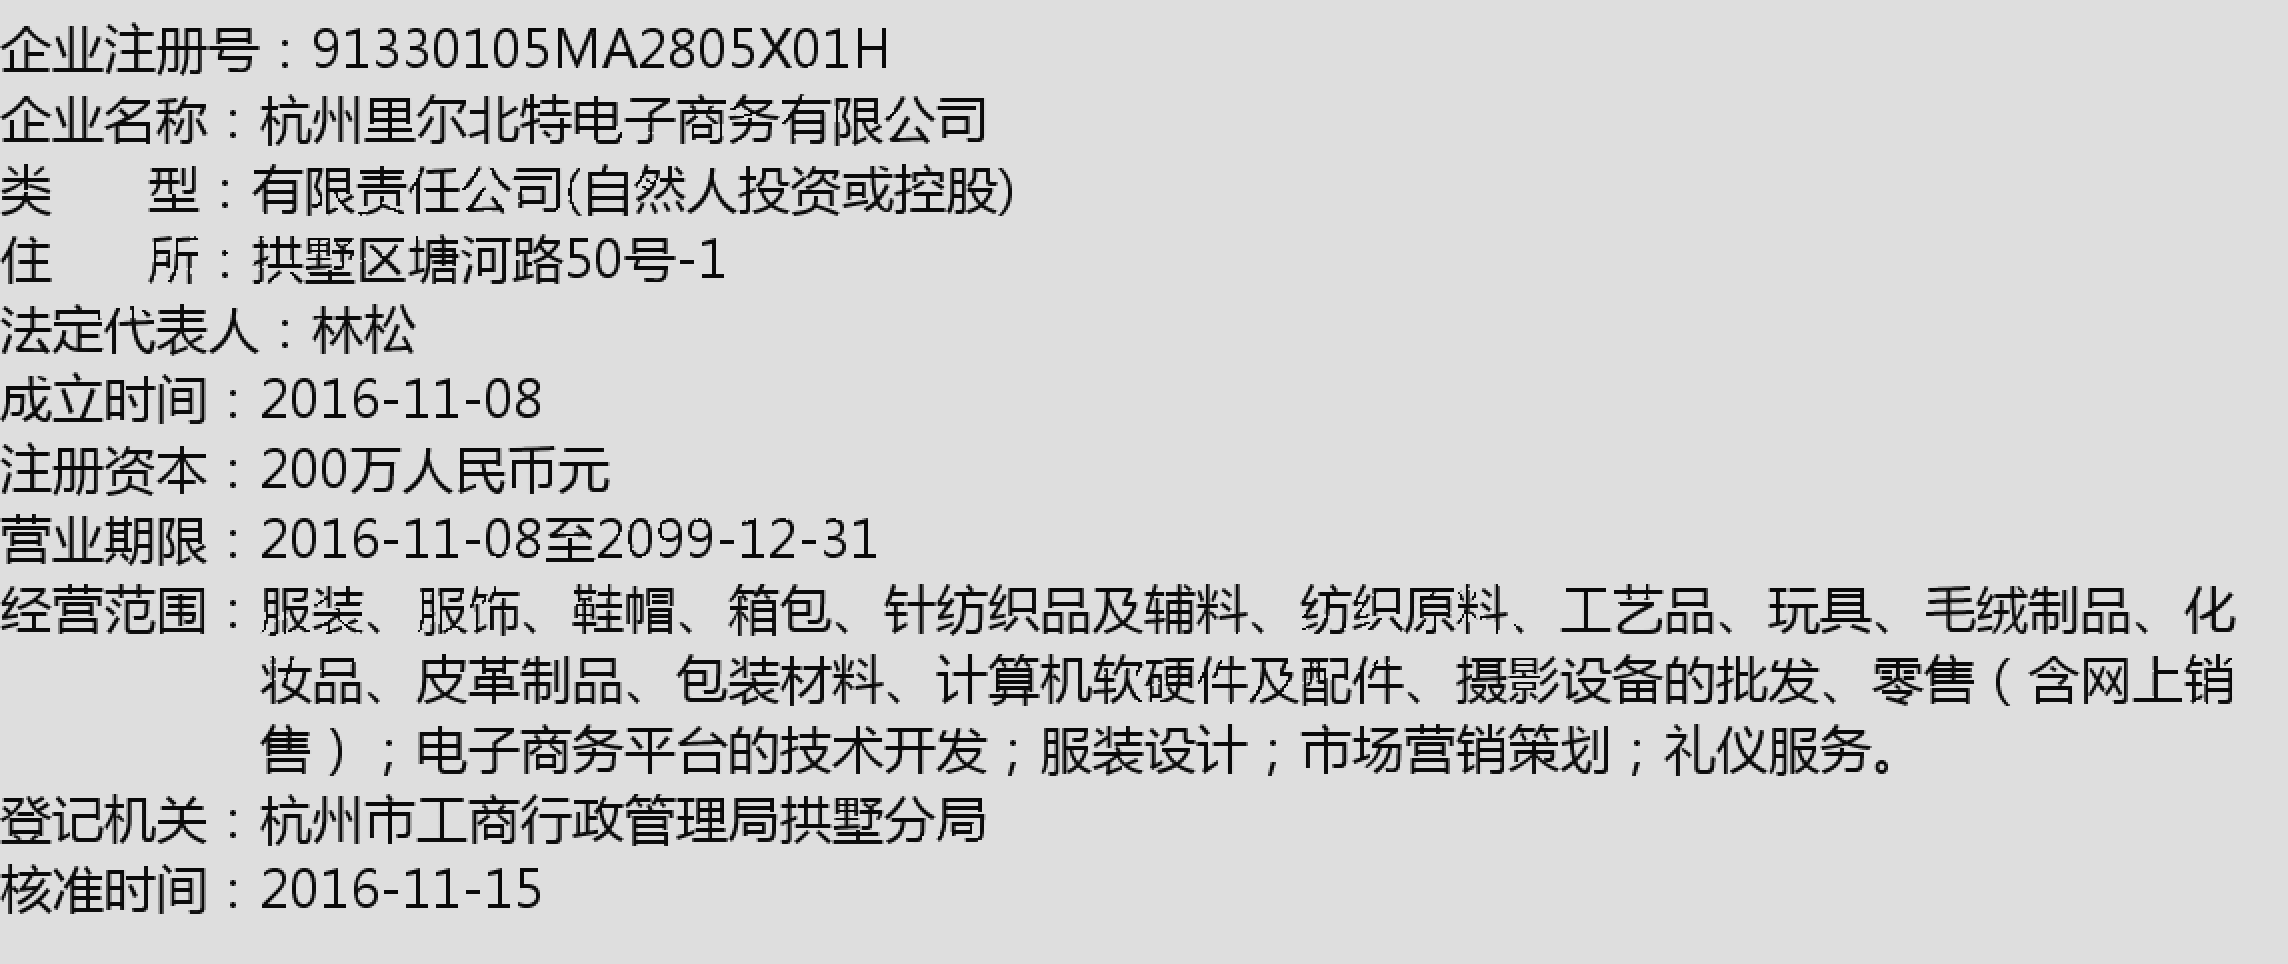 企业注册号：91330105MA2805X01H
企业名称：杭州里尔北特电子商务有限公司
类　　型：有限责任公司(自然人投资或控股)
住　　所：拱墅区塘河路50号-1
法定代表人：林松
成立时间：2016-11-08
注册资本：200万人民币元
营业期限：2016-11-08至2099-12-31
经营范围：服装、服饰、鞋帽、箱包、针纺织品及辅料、纺织原料、工艺品、玩具、毛绒制品、化
妆品、皮革制品、包装材料、计算机软硬件及配件、摄影设备的批发、零售（含网上销
售）；电子商务平台的技术开发；服装设计；市场营销策划；礼仪服务。
登记机关：杭州市工商行政管理局拱墅分局
核准时间：2016-11-15